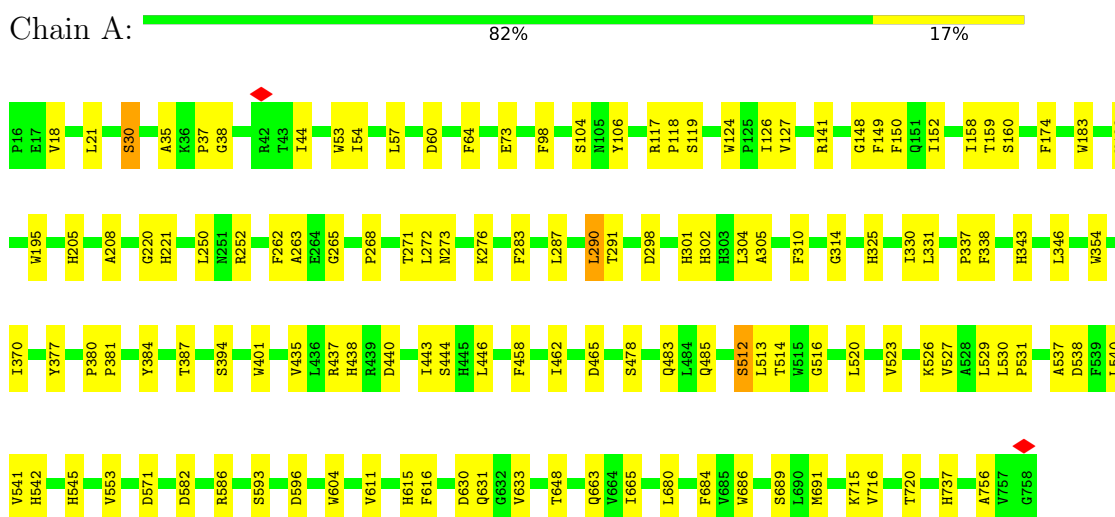 Chain A:
82% 17%
P16 E17 V18 L21 S30 A35 K36 P37 G38 R42 T43 I44 W53 I54 L57 D60 F64 E73 F98 S104 N105 Y106 R117 P118 S119 W124 P125 I126 V127 R141 G148 F149 F150 Q151 I152 I158 T159 S160 F174 W183
W195 H205 A208 G220 H221 L250 N251 R252 F262 A263 E264 G265 P268 T271 L272 N273 K276 F283 L287 L290 T291 D298 H301 H302 H303 L304 A305 F310 G314 H325 I330 L331 P337 F338 H343 L346 W354
I370 Y377 P380 P381 Y384 T387 S394 W401 V435 L436 R437 H438 R439 D440 I443 S444 H445 L446 F458 I462 D465 S478 Q483 L484 Q485 S512 L513 T514 W515 G516 L520 V523 K526 V527 A528 L529 L530 P531 A537 D538 F539 L540
V541 H542 H545 V553 D571 D582 R586 S593 D596 W604 V611 H615 F616 D630 Q631 G632 V633 T648 Q663 V664 I665 L680 F684 V685 W686 S689 L690 M691 K715 V716 T720 H737 A756 V757 G758